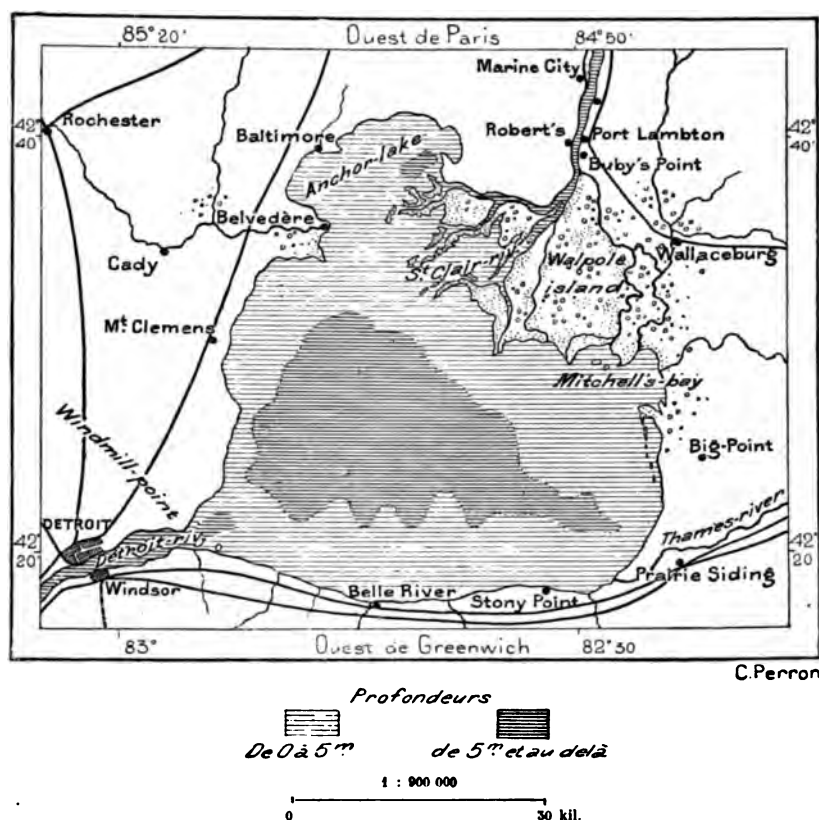 85° 20' Ouest de Paris 84° 50'
Marine City
42° 40' Rochester
Baltimore
Robert's
Port Lambton
42° 40'
Buby's Point
Anchor-lake
Belvedère
Cady
St Clair-riv.
Walpole island
Wallaceburg
Mt Clemens
Mitchell's-bay
Windmill-point
Big-Point
DETROIT
Detroit-riv.
Thames-river
42° 20'
42° 20'
Windsor
Belle River
Stony Point
Prairie Siding
83° Ouest de Greenwich 82° 30'
C.Perron
Profondeurs
De 0 à 5m de 5m et au delà
1 : 900 000
0 30 kil.